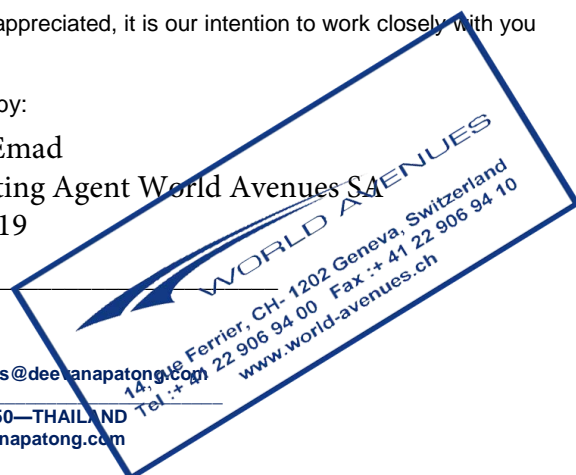 appreciated, it is our intention to work closely with you
by:
Emad
ting Agent World Avenues SA
19
WORLD AVENUES
14, rue Ferrier, CH- 1202 Geneva, Switzerland
Tel :+ 41 22 906 94 00 Fax :+ 41 22 906 94 10
www.world-avenues.ch
s@deevanapatong.com
50—THAILAND
napatong.com